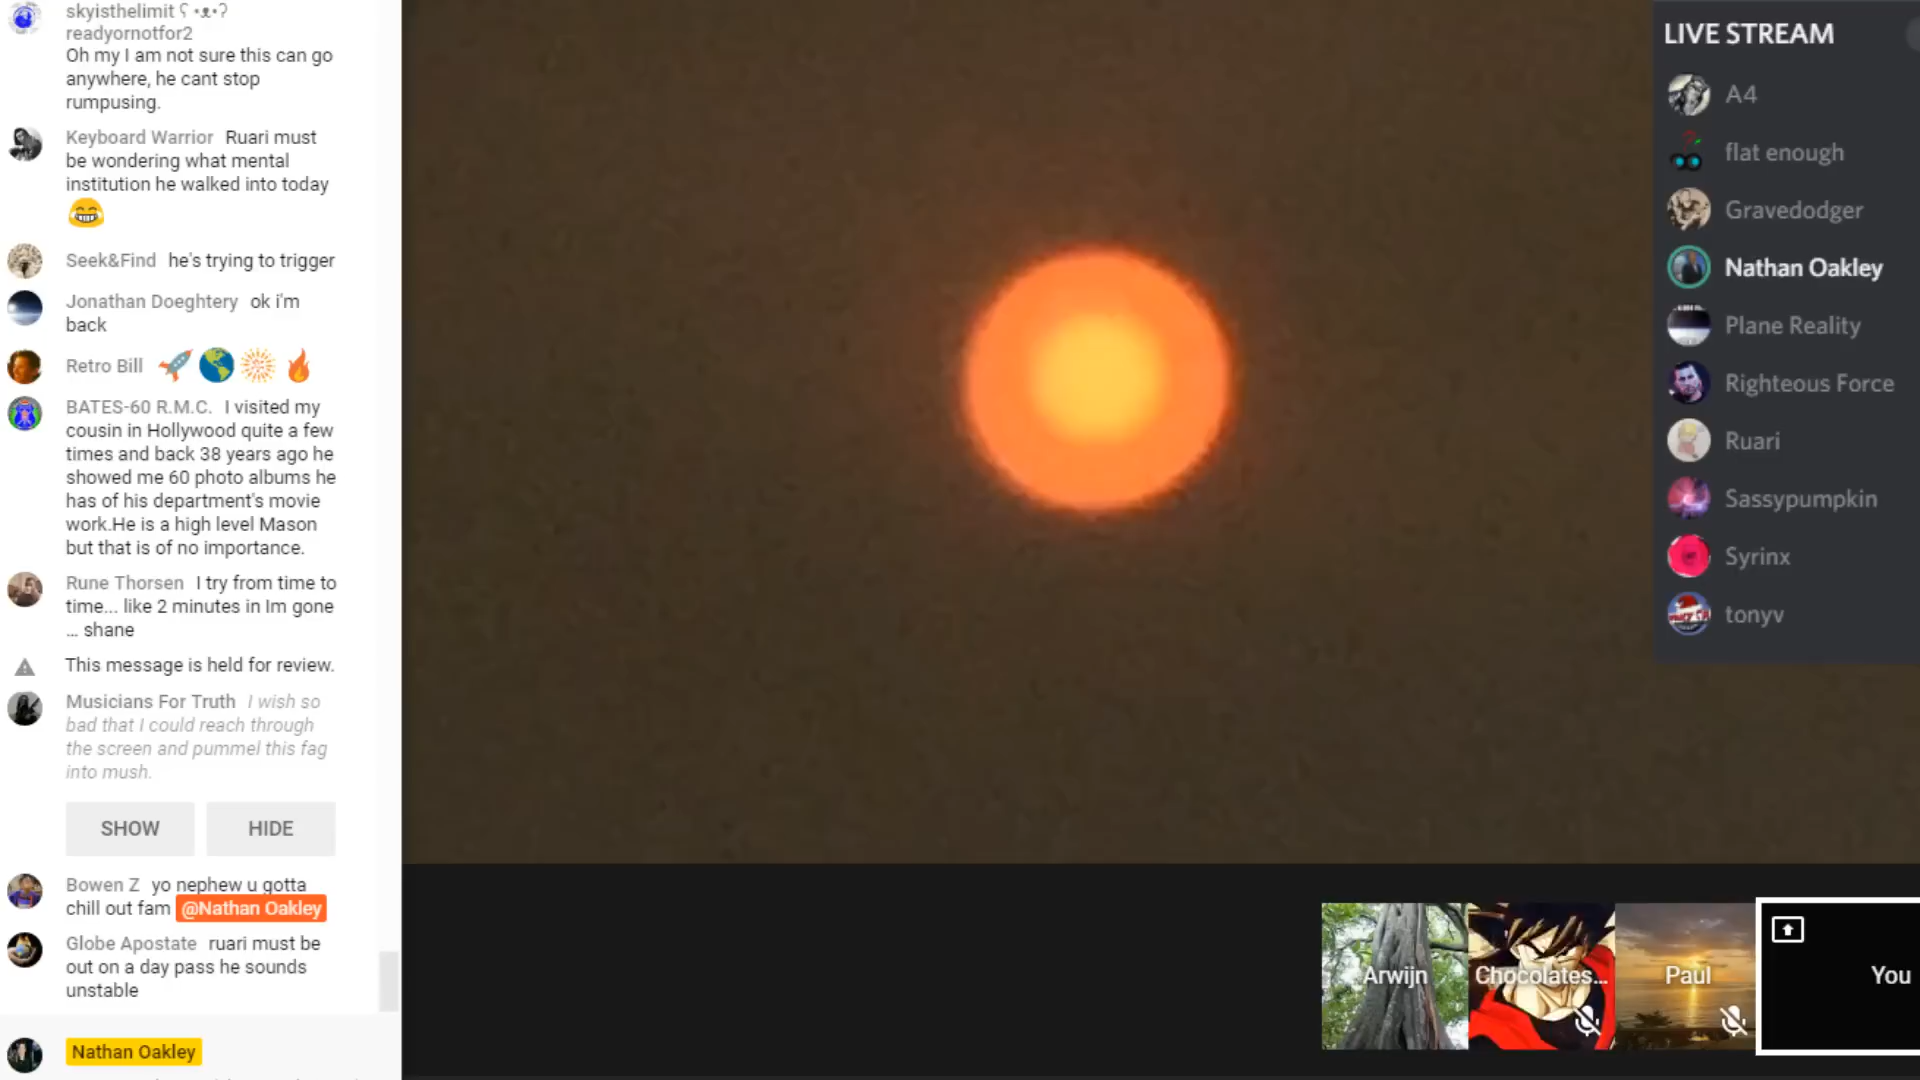 skyisthelimit ʕ •ᴥ•ʔ
readyornotfor2
Oh my I am not sure this can go
anywhere, he cant stop
rumpusing.
Keyboard Warrior Ruari must
be wondering what mental
institution he walked into today
😂
Seek&Find he's trying to trigger
Jonathan Doeghtery ok i'm
back
Retro Bill 🚀🌎🎇🔥
BATES-60 R.M.C. I visited my
cousin in Hollywood quite a few
times and back 38 years ago he
showed me 60 photo albums he
has of his department's movie
work.He is a high level Mason
but that is of no importance.
Rune Thorsen I try from time to
time... like 2 minutes in Im gone
... shane
This message is held for review.
Musicians For Truth I wish so
bad that I could reach through
the screen and pummel this fag
into mush.
SHOW HIDE
Bowen Z yo nephew u gotta
chill out fam @Nathan Oakley
Globe Apostate ruari must be
out on a day pass he sounds
unstable
Nathan Oakley
LIVE STREAM
A4
flat enough
Gravedodger
Nathan Oakley
Plane Reality
Righteous Force
Ruari
Sassypumpkin
Syrinx
tonyv
Arwijn
Chocolates...
Paul
You